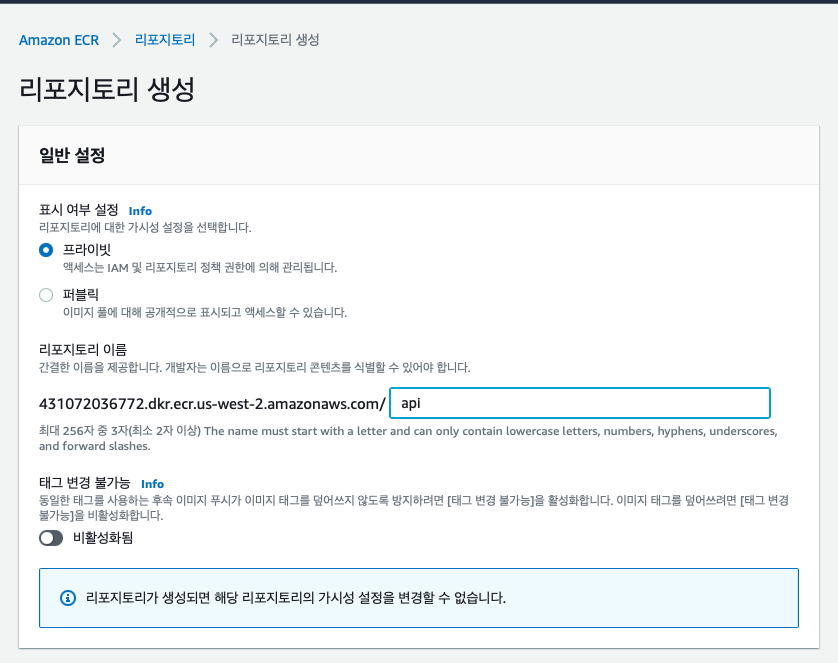 Amazon ECR > 리포지토리 > 리포지토리 생성
리포지토리 생성
일반 설정
표시 여부 설정 Info
리포지토리에 대한 가시성 설정을 선택합니다.
프라이빗
액세스는 IAM 및 리포지토리 정책 권한에 의해 관리됩니다.
퍼블릭
이미지 풀에 대해 공개적으로 표시되고 액세스할 수 있습니다.
리포지토리 이름
간결한 이름을 제공합니다. 개발자는 이름으로 리포지토리 콘텐츠를 식별할 수 있어야 합니다.
431072036772.dkr.ecr.us-west-2.amazonaws.com/ api
최대 256자 중 3자(최소 2자 이상) The name must start with a letter and can only contain lowercase letters, numbers, hyphens, underscores,
and forward slashes.
태그 변경 불가능 Info
동일한 태그를 사용하는 후속 이미지 푸시가 이미지 태그를 덮어쓰지 않도록 방지하려면 [태그 변경 불가능]을 활성화합니다. 이미지 태그를 덮어쓰려면 [태그 변경
불가능]을 비활성화합니다.
비활성화됨
리포지토리가 생성되면 해당 리포지토리의 가시성 설정을 변경할 수 없습니다.